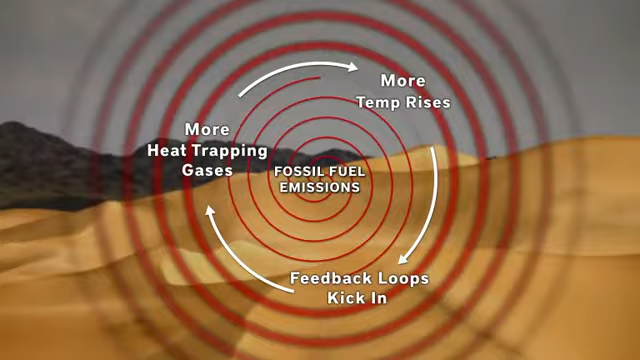 More
Temp Rises
More
Heat Trapping
Gases
FOSSIL FUEL
EMISSIONS
Feedback Loops
Kick In